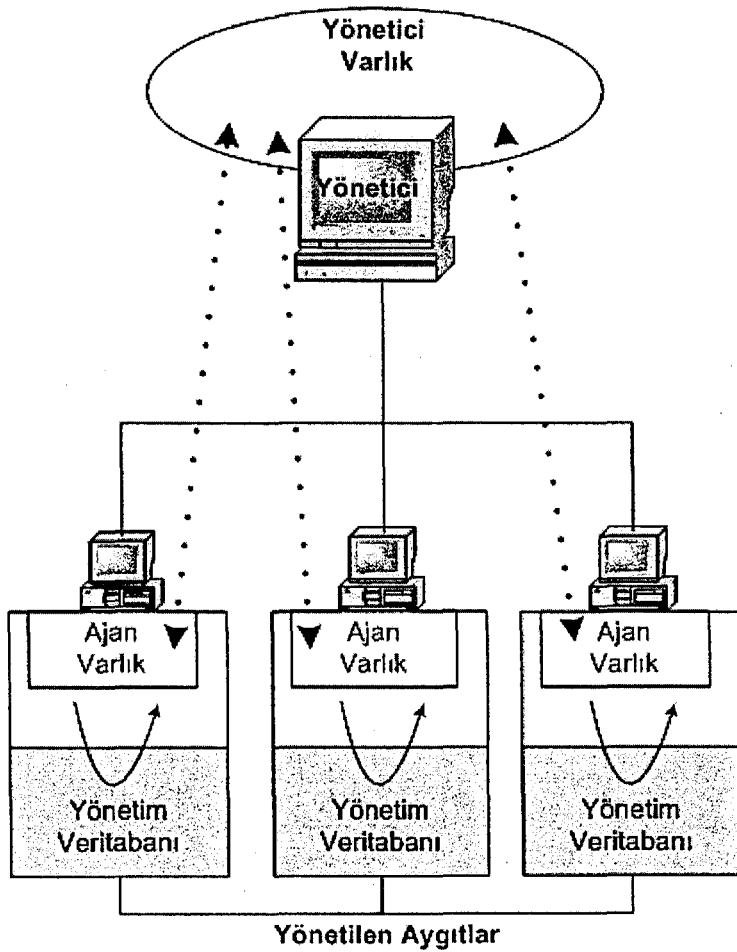 Yönetici
Varlık
Yönetici
Ajan
Varlık
Ajan
Varlık
Ajan
Varlık
Yönetim
Veritabanı
Yönetim
Veritabanı
Yönetim
Veritabanı
Yönetilen Aygıtlar